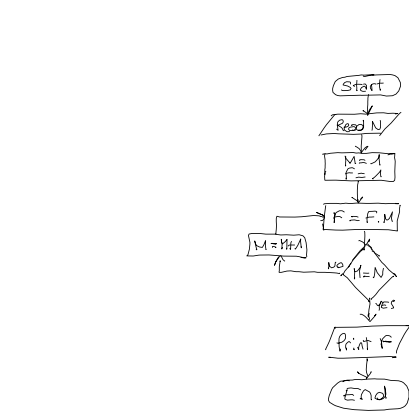 Start
Read N
M = 1
F = 1
F = F.M
M = M+1
NO
M=N
YES
Print F
End